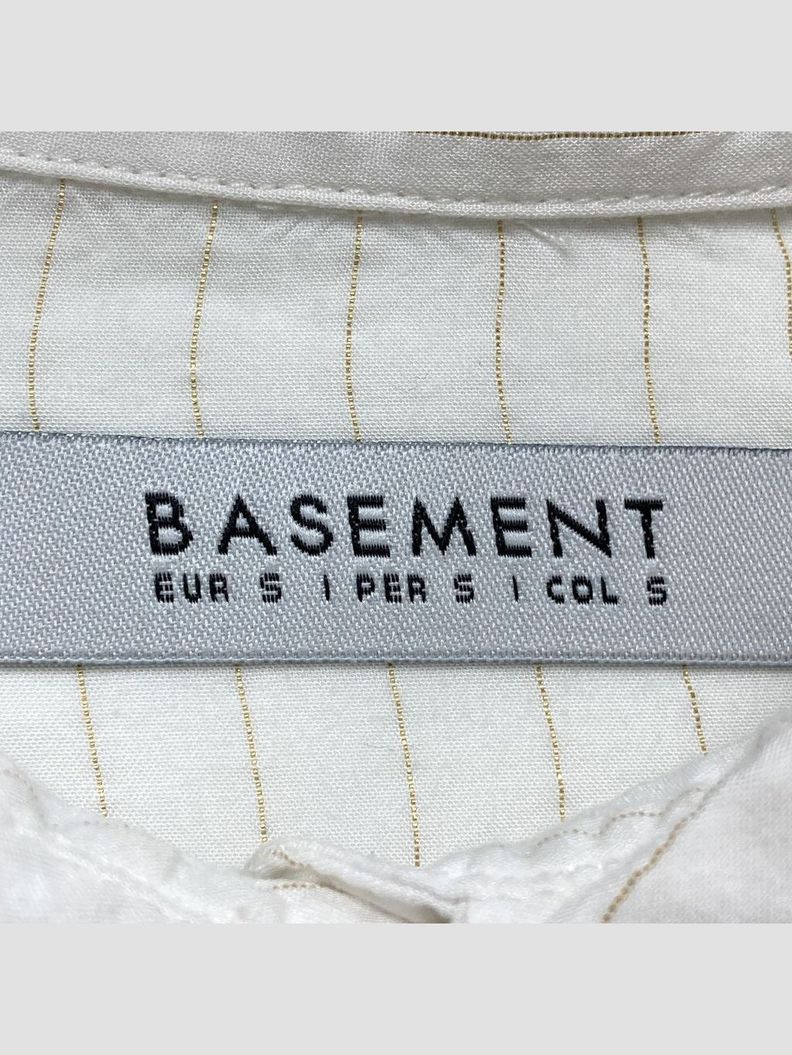 BASEMENT
EUR S | PER S | COL S